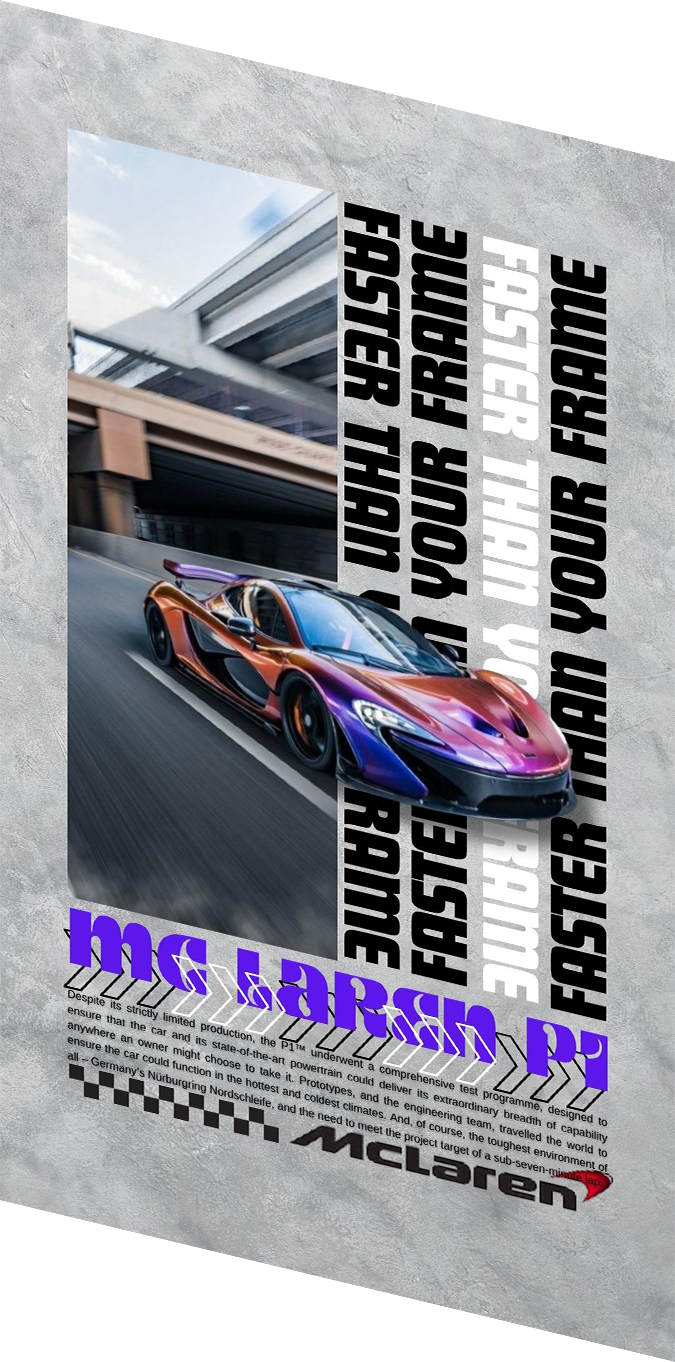 FASTER THAN YOUR FRAME
FASTER THAN YOUR FRAME
FASTER THAN YOUR FRAME
FASTER THAN YOUR FRAME
mc LaRen P1
Despite its strictly limited production, the P1™ underwent a comprehensive test programme, designed to
ensure that the car and its state-of-the-art powertrain could deliver its extraordinary breadth of capability
anywhere an owner might choose to take it. Prototypes, and the engineering team, travelled the world to
ensure the car could function in the hottest and coldest climates. And, of course, the toughest environment of
all – Germany's Nürburgring Nordschleife, and the need to meet the project target of a sub-seven-minute lap.
McLaren